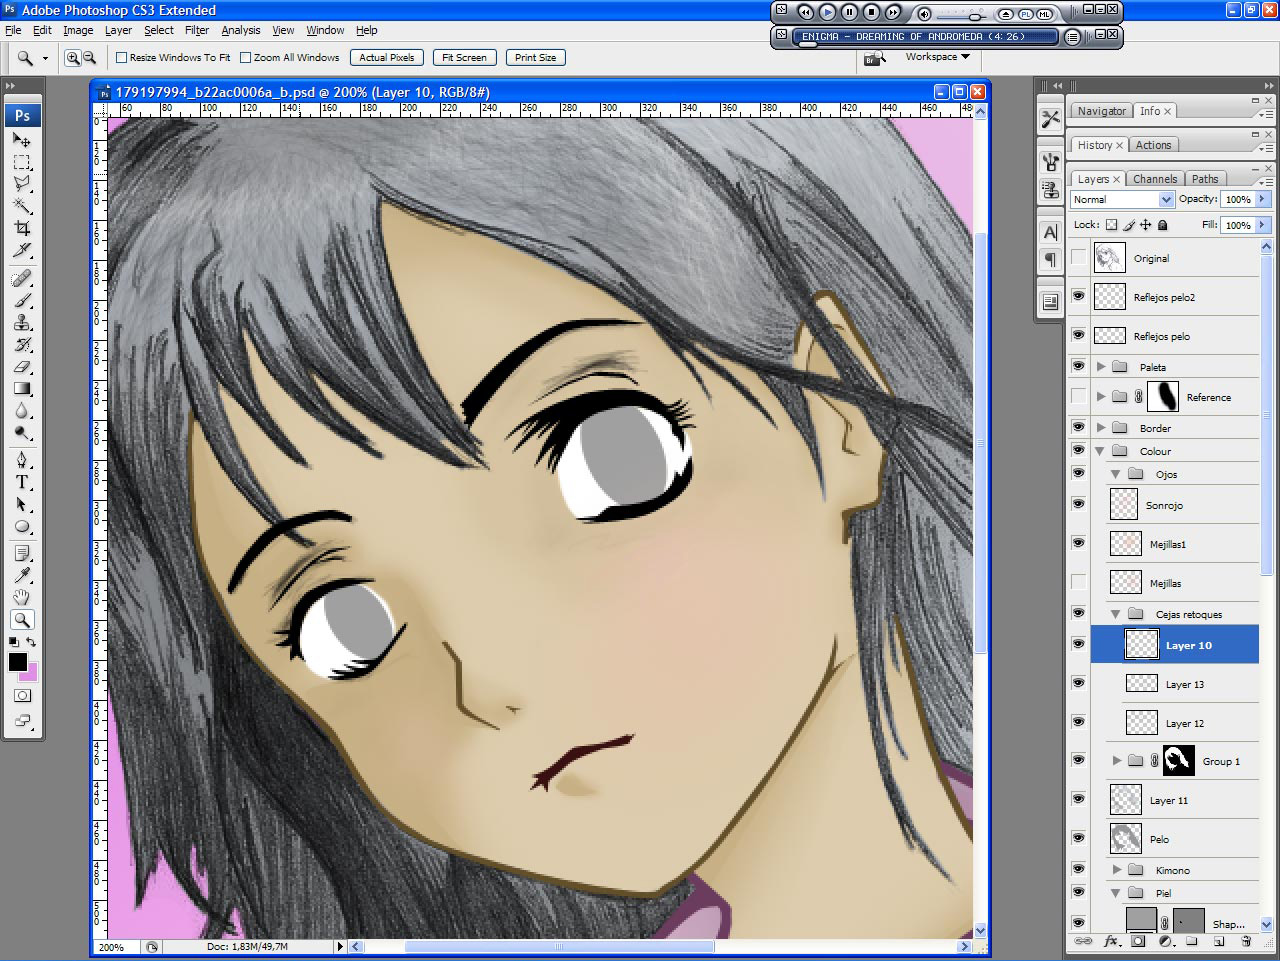 Ps Adobe Photoshop CS3 Extended
PL ML
ENIGMA - DREAMING OF ANDROMEDA (4:26)
File Edit Image Layer Select Filter Analysis View Window Help
Resize Windows To Fit Zoom All Windows Actual Pixels Fit Screen Print Size
Br Workspace
179197994_b22ac0006a_b.psd @ 200% (Layer 10, RGB/8#)
60 80 100 120 140 160 180 200 220 240 260 280 300 320 340 360 380 400 420 440 460 48
Ps
Navigator Info ×
History × Actions
Layers × Channels Paths
Normal Opacity: 100%
Lock: Fill: 100%
Original
Reflejos pelo2
Reflejos pelo
Paleta
Reference
Border
Colour
Ojos
Sonrojo
Mejillas1
Mejillas
Cejas retoques
Layer 10
Layer 13
Layer 12
Group 1
Layer 11
Pelo
Kimono
Piel
Shap...
200% Doc: 1,83M/49,7M